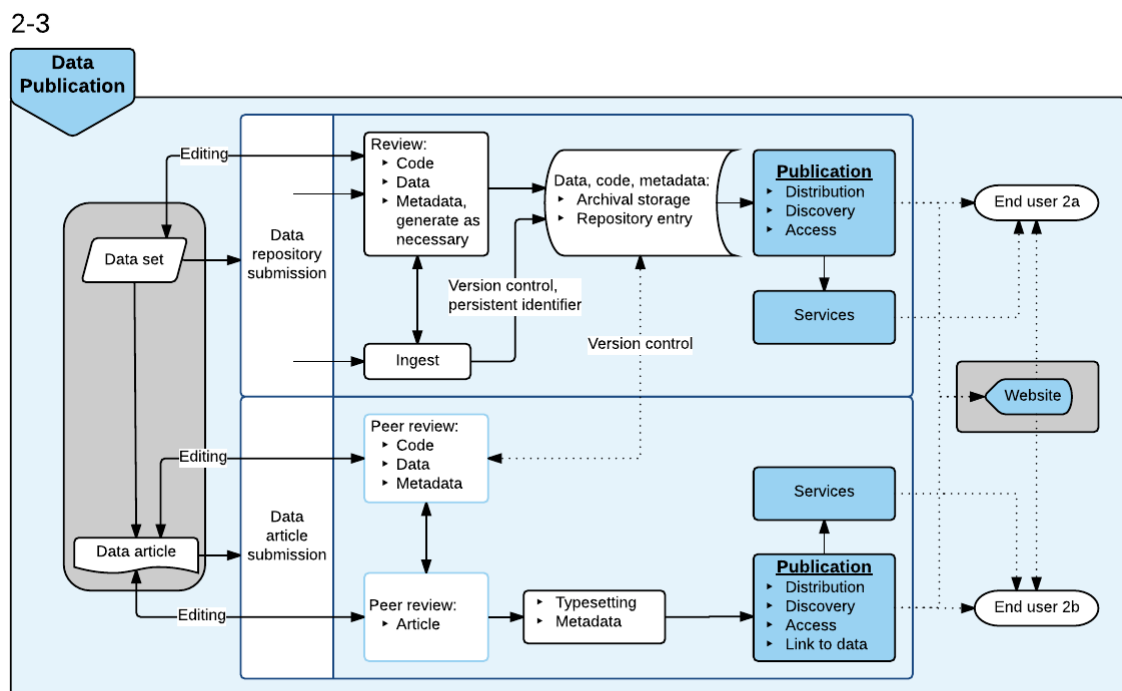 2-3
Data
Publication
Editing
Review:
‣ Code
‣ Data
‣ Metadata,
generate as
necessary
Data, code, metadata:
‣ Archival storage
‣ Repository entry
Publication
‣ Distribution
‣ Discovery
‣ Access
End user 2a
Data set
Data
repository
submission
Version control,
persistent identifier
Services
Version control
Ingest
Website
Peer review:
‣ Code
‣ Data
‣ Metadata
Editing
Services
Data
article
submission
Data article
Publication
‣ Distribution
‣ Discovery
‣ Access
‣ Link to data
Editing
Peer review:
‣ Article
‣ Typesetting
‣ Metadata
End user 2b